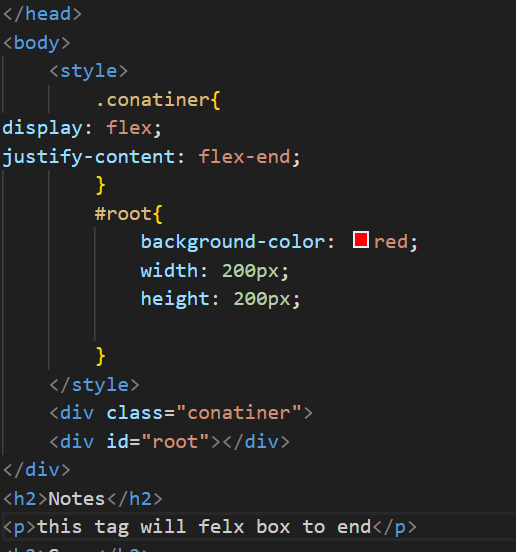 </head>
<body>
<style>
.conatiner{
display: flex;
justify-content: flex-end;
}
#root{
background-color: red;
width: 200px;
height: 200px;
}
</style>
<div class="conatiner">
<div id="root"></div>
</div>
<h2>Notes</h2>
<p>this tag will felx box to end</p>